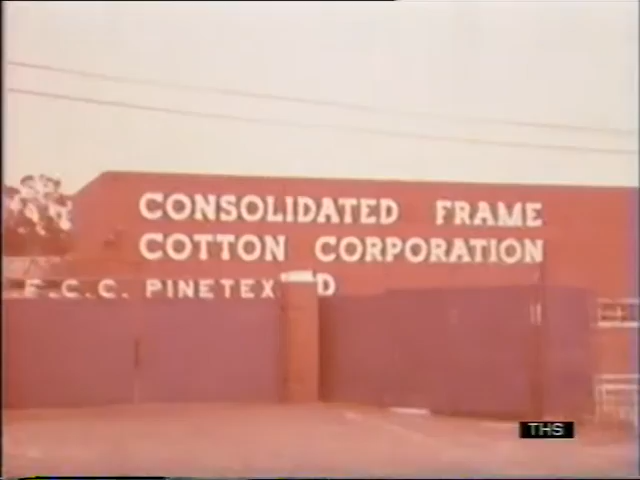 CONSOLIDATED FRAME
COTTON CORPORATION
F.C.C. PINETEX
THS